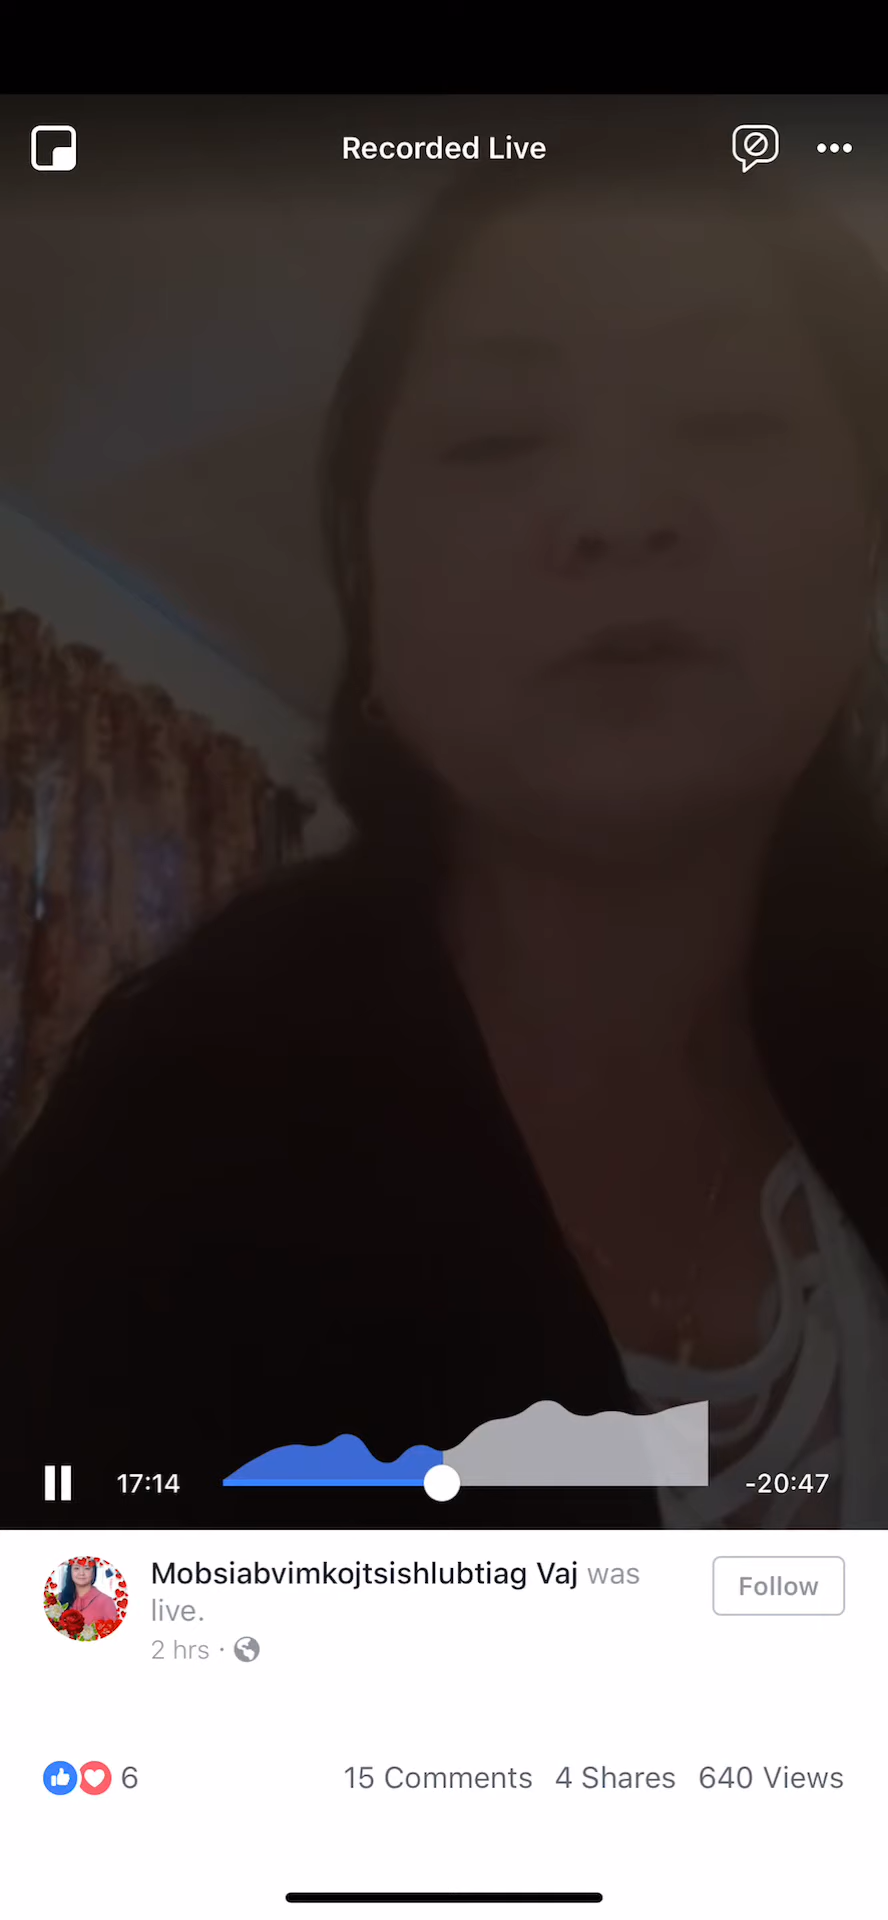 Recorded Live
17:14
-20:47
Mobsiabvimkojtsishlubtiag Vaj was
live.
Follow
2 hrs ·
6
15 Comments 4 Shares 640 Views